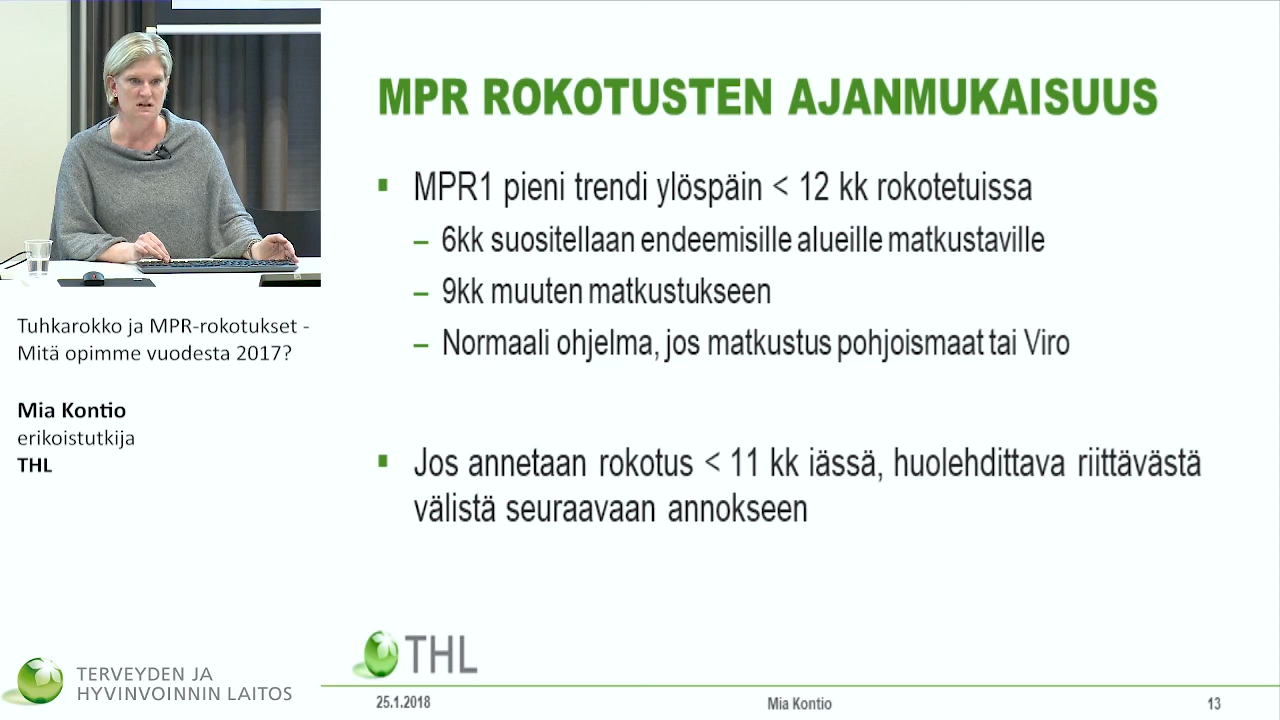 MPR ROKOTUSTEN AJANMUKAISUUS
▪ MPR1 pieni trendi ylöspäin < 12 kk rokotetuissa
– 6kk suositellaan endeemisille alueille matkustaville
– 9kk muuten matkustukseen
– Normaali ohjelma, jos matkustus pohjoismaat tai Viro
▪ Jos annetaan rokotus < 11 kk iässä, huolehdittava riittävästä
välistä seuraavaan annokseen
Tuhkarokko ja MPR-rokotukset -
Mitä opimme vuodesta 2017?
Mia Kontio
erikoistutkija
THL
TERVEYDEN JA
HYVINVOINNIN LAITOS
THL
25.1.2018
Mia Kontio
13